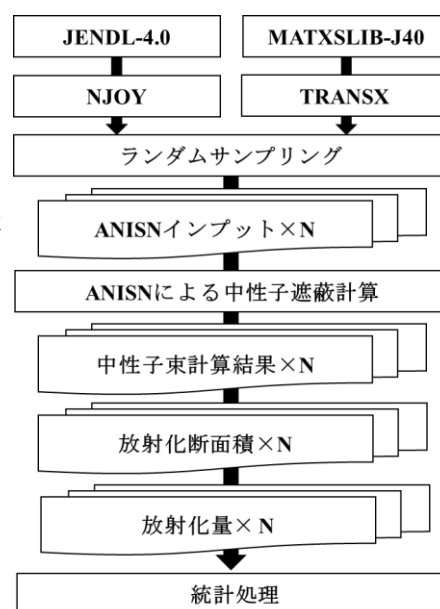 JENDL-4.0
MATXSLIB-J40
NJOY
TRANSX
ランダムサンプリング
ANISNインプット×N
ANISNによる中性子遮蔽計算
中性子束計算結果×N
放射化断面積×N
放射化量×N
統計処理